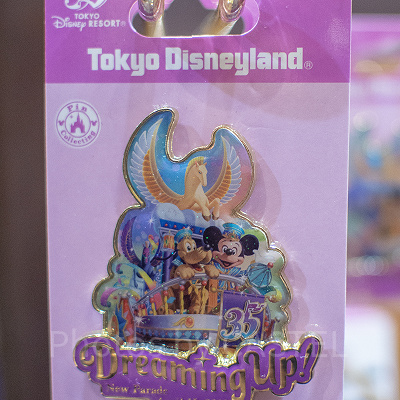 TOKYO
Disney RESORT®
Tokyo Disneyland®
Pin
Collecting
35
Dreaming Up!
New Parade